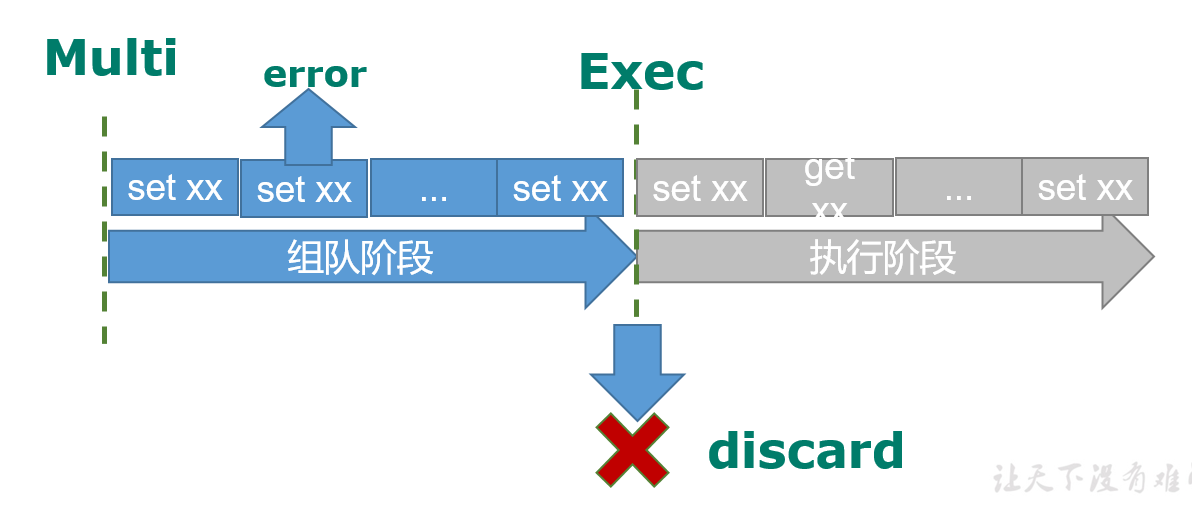 Multi
error
Exec
set xx
set xx
...
set xx
set xx
get
xx
...
set xx
组队阶段
执行阶段
discard
让天下没有难